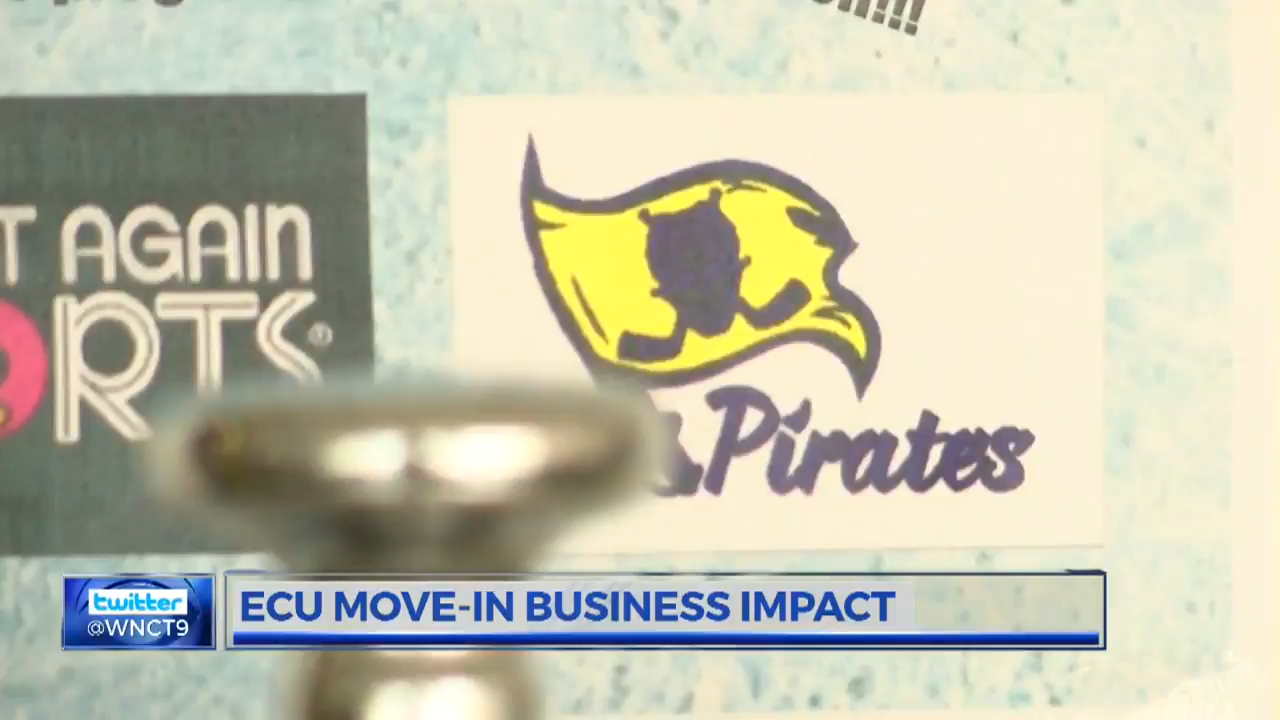 T AGAIN
RTS®
Pirates
twitter
@WNCT9
ECU MOVE-IN BUSINESS IMPACT